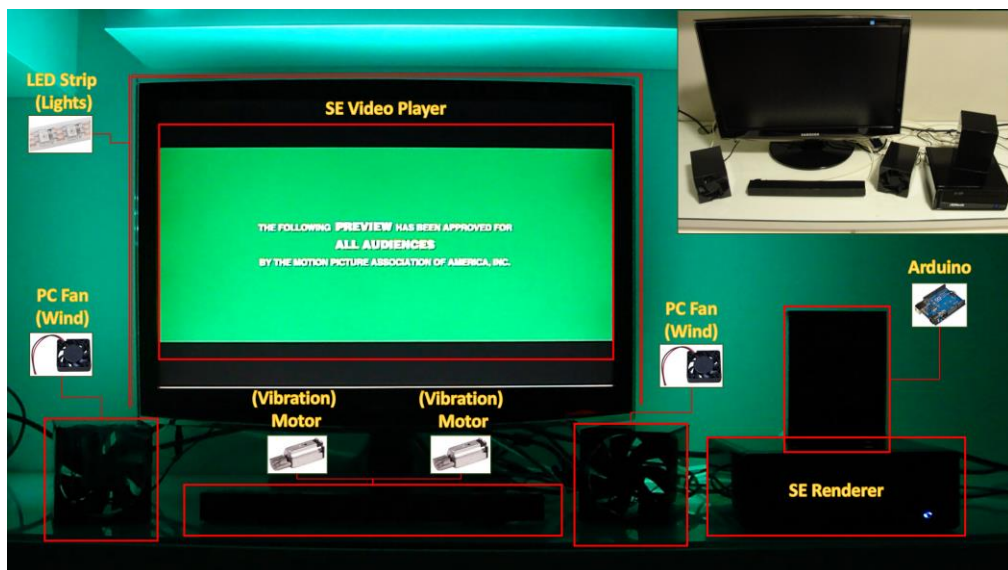 LED Strip
(Lights)
SE Video Player
THE FOLLOWING PREVIEW HAS BEEN APPROVED FOR
ALL AUDIENCES
BY THE MOTION PICTURE ASSOCIATION OF AMERICA, INC.
PC Fan
(Wind)
PC Fan
(Wind)
Arduino
(Vibration)
Motor
(Vibration)
Motor
SE Renderer
SAMSUNG